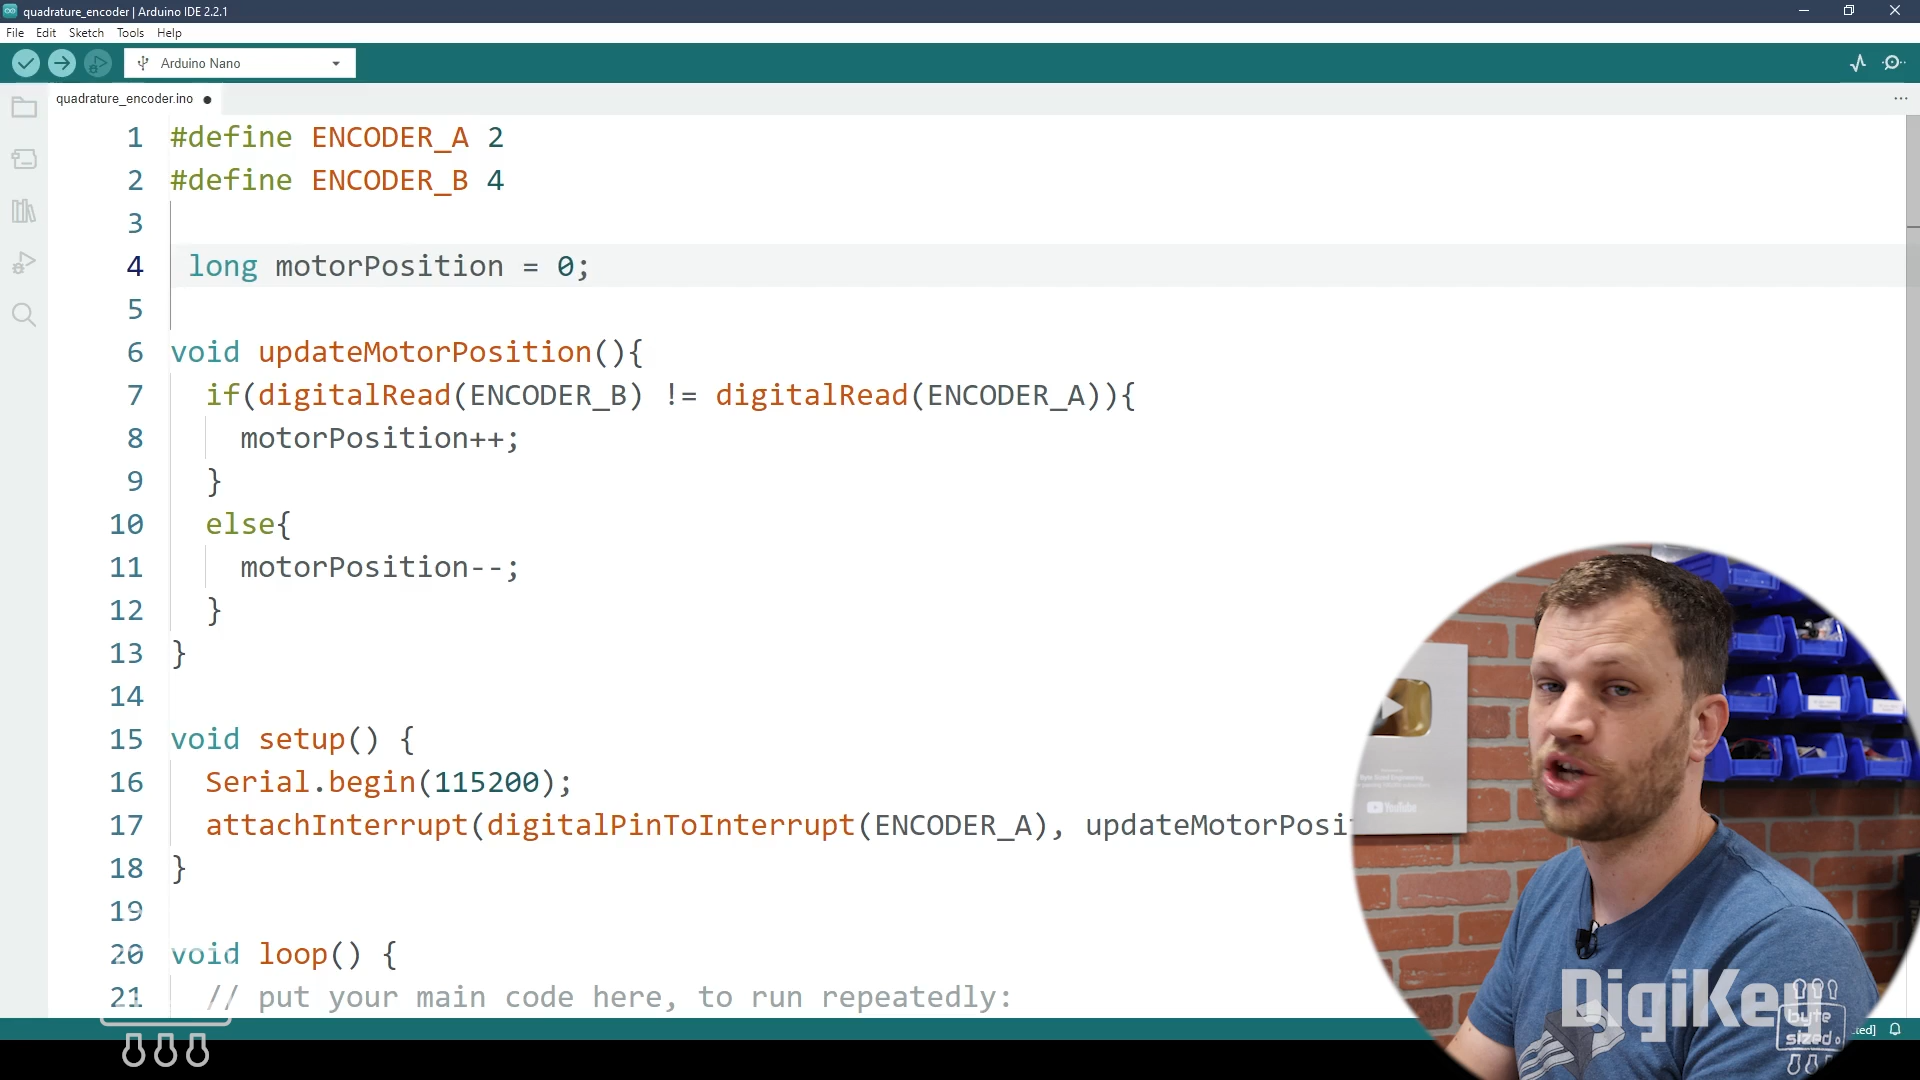 quadrature_encoder | Arduino IDE 2.2.1
File Edit Sketch Tools Help
Arduino Nano
quadrature_encoder.ino
1 #define ENCODER_A 2
2 #define ENCODER_B 4
3
4 long motorPosition = 0;
5
6 void updateMotorPosition(){
7 if(digitalRead(ENCODER_B) != digitalRead(ENCODER_A)){
8 motorPosition++;
9 }
10 else{
11 motorPosition--;
12 }
13 }
14
15 void setup() {
16 Serial.begin(115200);
17 attachInterrupt(digitalPinToInterrupt(ENCODER_A), updateMotorPosi
18 }
19
20 void loop() {
21 // put your main code here, to run repeatedly:
YouTube
DigiKey
byte
sized
ted]